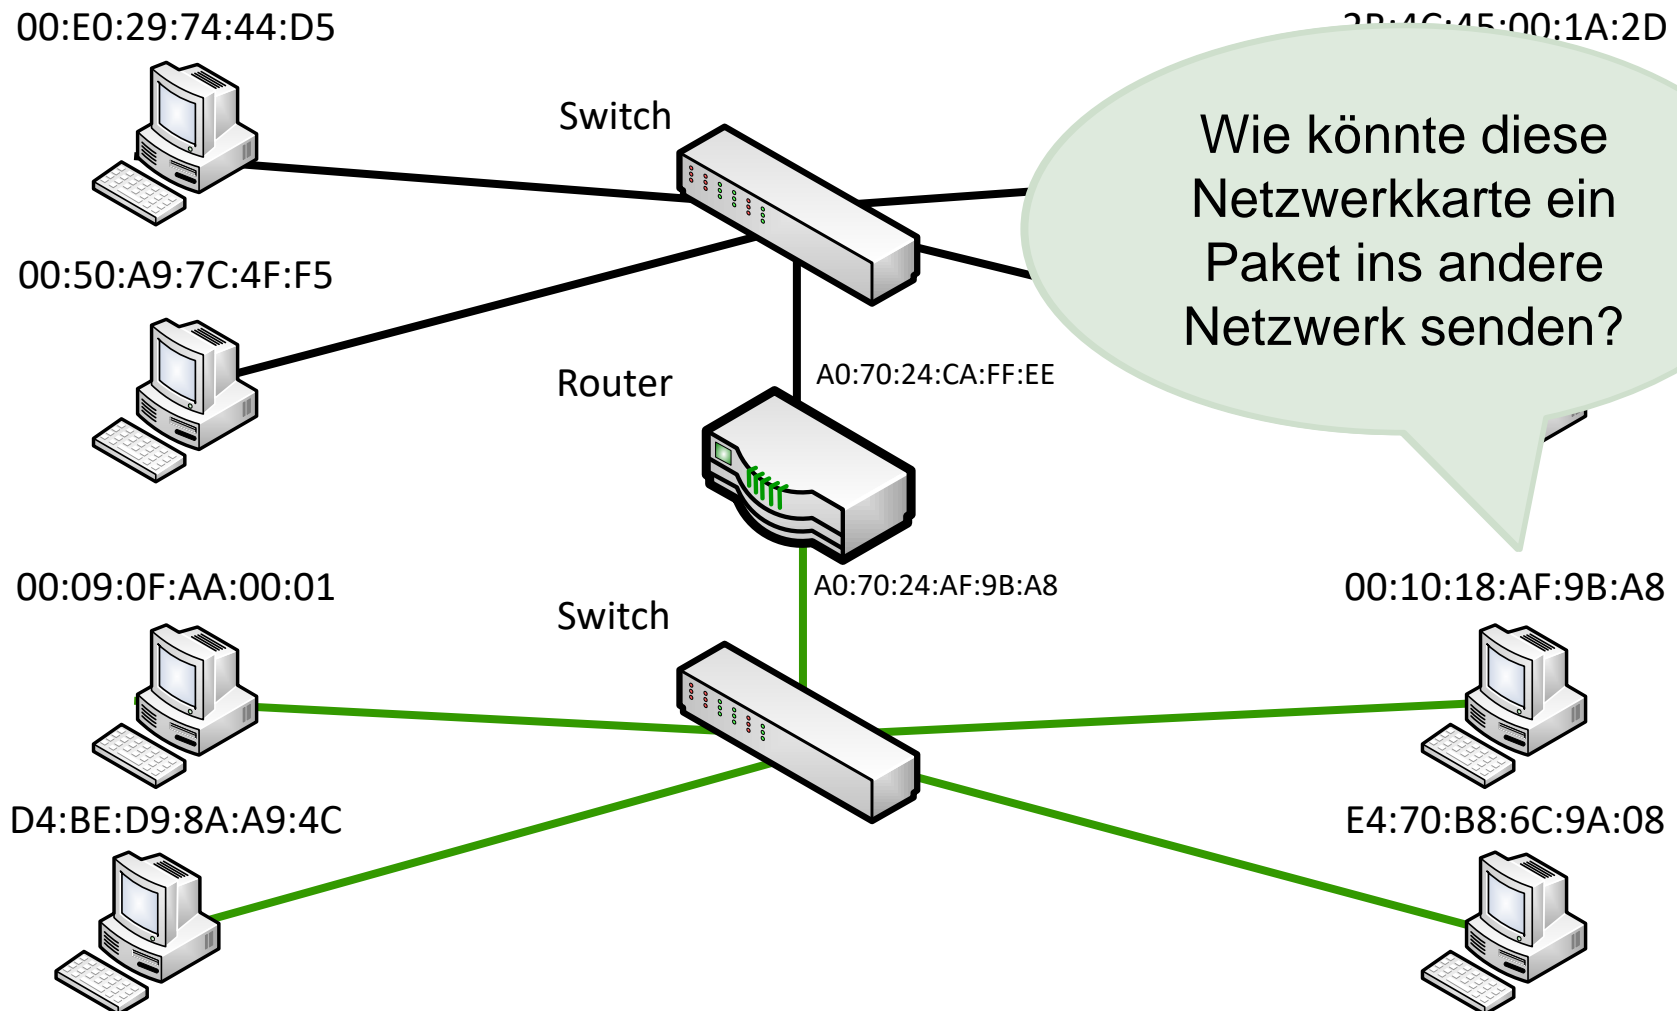 00:E0:29:74:44:D5
:00:1A:2D
Switch
Wie könnte diese
Netzwerkkarte ein
Paket ins andere
Netzwerk senden?
00:50:A9:7C:4F:F5
Router
A0:70:24:CA:FF:EE
00:09:0F:AA:00:01
A0:70:24:AF:9B:A8
00:10:18:AF:9B:A8
Switch
D4:BE:D9:8A:A9:4C
E4:70:B8:6C:9A:08